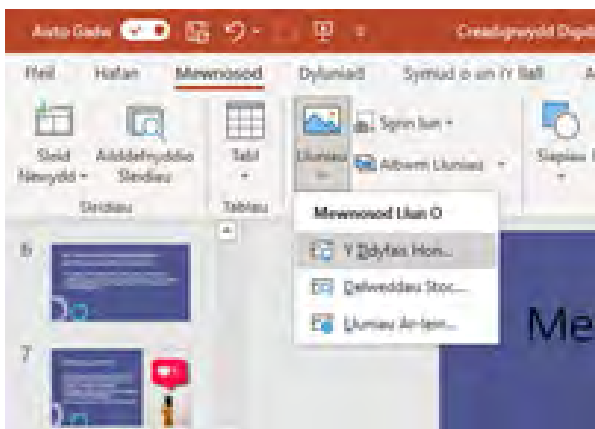 Awto Gadw
Creadigrwydd Digid
Ffeil Hafan Mewnosod Dyluniad Symud o un i'r llall A
Sgrin lun
Sleid Newydd
Ailddefnyddio Sleidiau
Tabl
Lluniau
Albwm Lluniau
Siapiau
Sleidiau
Tablau
Mewnosod Llun O
Y Ddyfais Hon...
Delweddau Stoc...
Lluniau Ar-lein...
6
7
Me